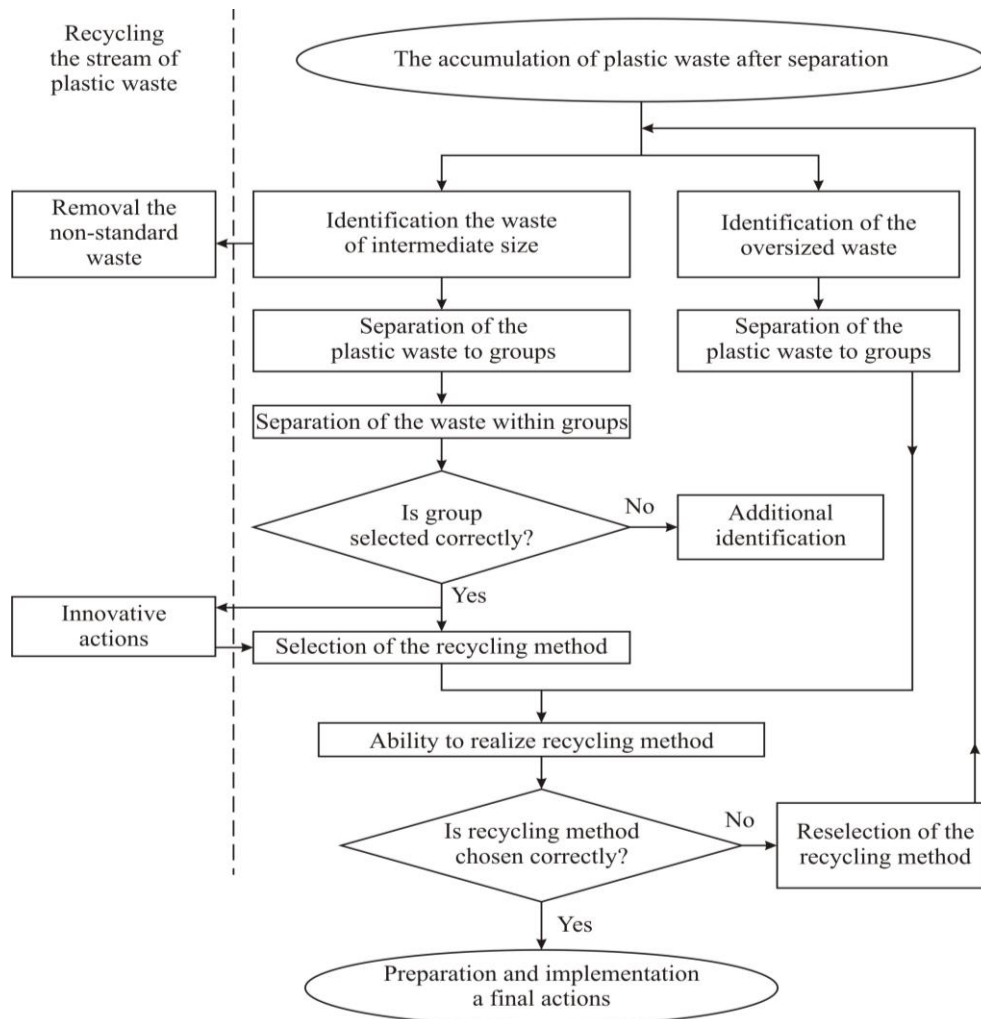 Recycling
the stream of
plastic waste
The accumulation of plastic waste after separation
Removal the
non-standard
waste
Identification the waste
of intermediate size
Identification of the
oversized waste
Separation of the
plastic waste to groups
Separation of the
plastic waste to groups
Separation of the waste within groups
Is group
selected correctly?
No
Additional
identification
Yes
Innovative
actions
Selection of the recycling method
Ability to realize recycling method
Is recycling method
chosen correctly?
No
Reselection of the
recycling method
Yes
Preparation and implementation
a final actions